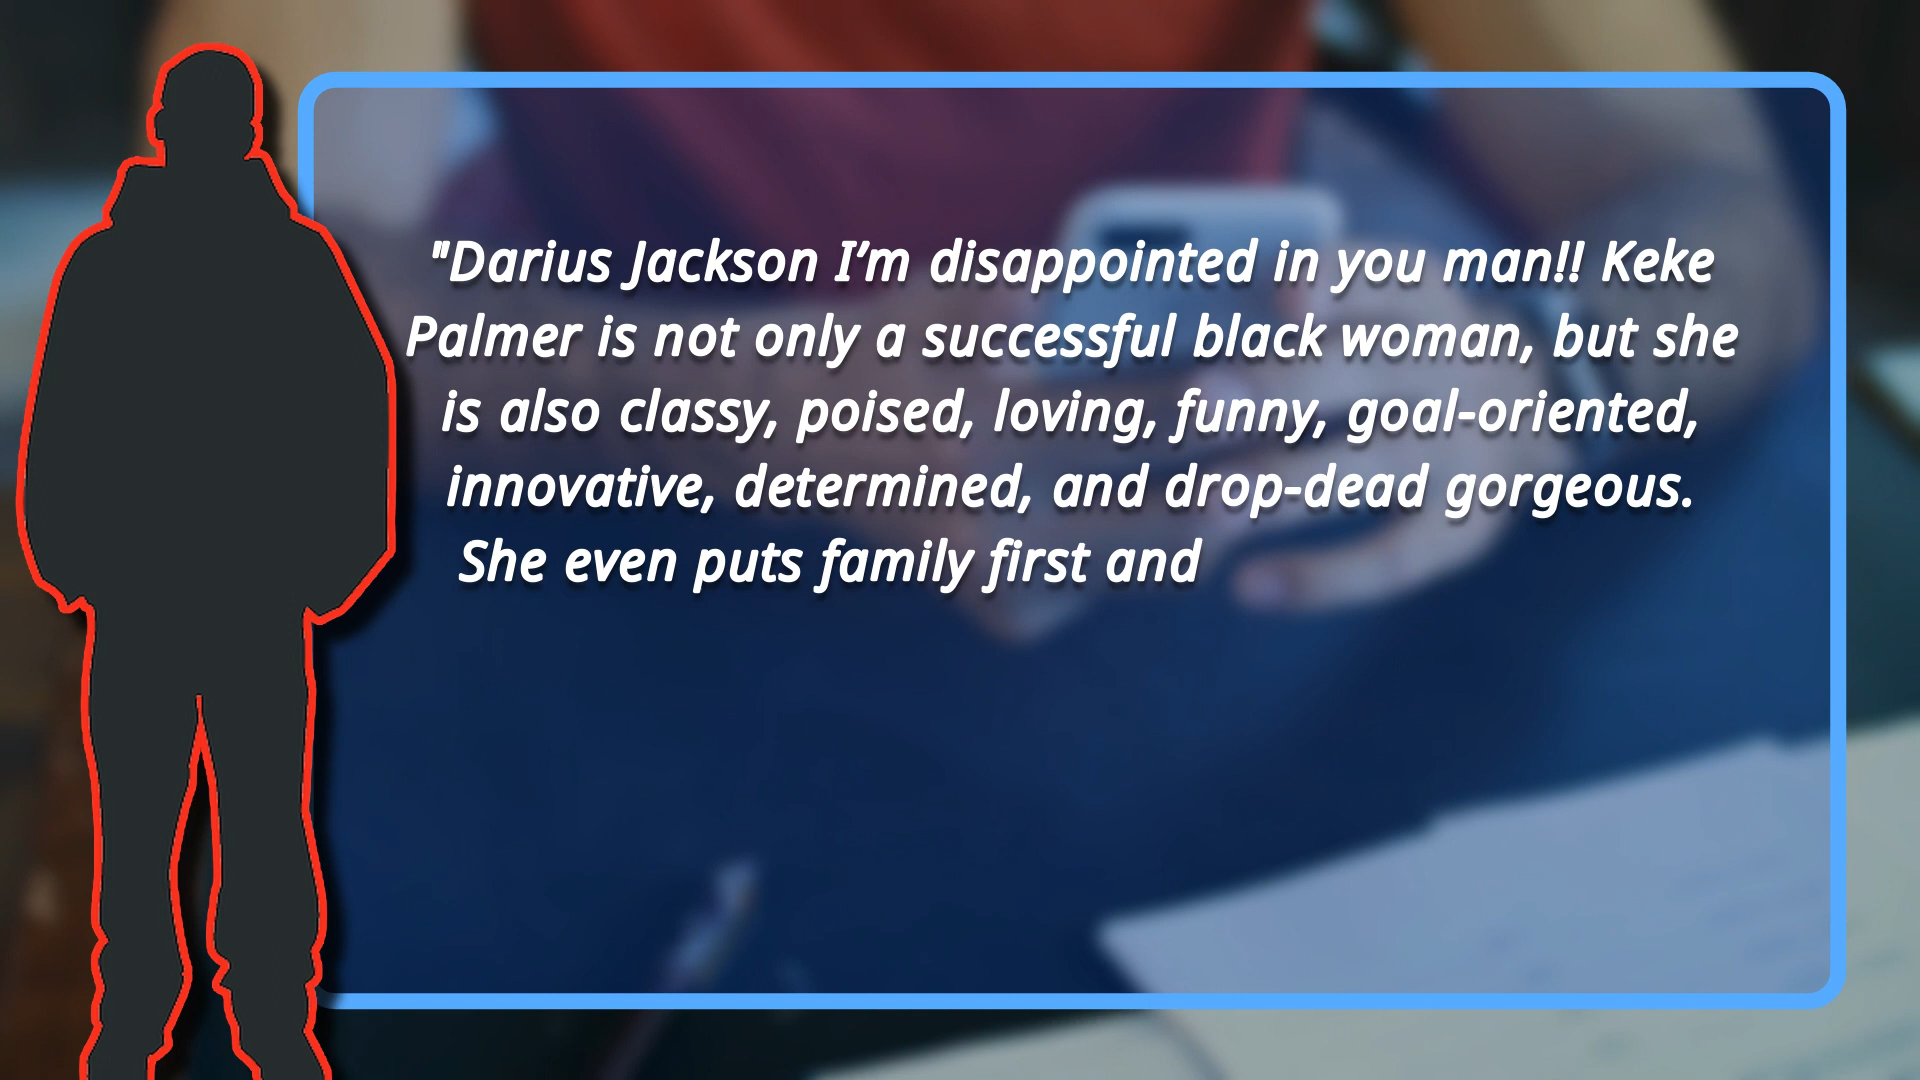 "Darius Jackson I’m disappointed in you man!! Keke
Palmer is not only a successful black woman, but she
is also classy, poised, loving, funny, goal-oriented,
innovative, determined, and drop-dead gorgeous.
She even puts family first and